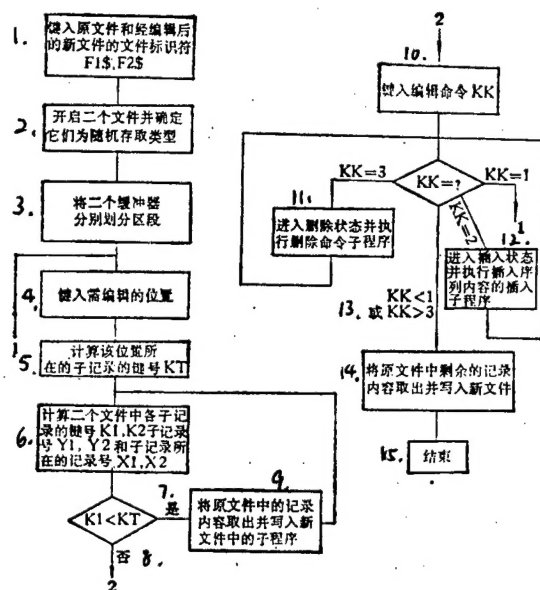 1.
键入原文件和经编辑后
的新文件的文件标识符
F1$,F2$
2.
开启二个文件并确定
它们为随机存取类型
3.
将二个缓冲器
分别划分区段
4.
键入需编辑的位置
1
5.
计算该位置所
在的子记录的键号KT
6.
计算二个文件中各子记
录的键号K1,K2子记录
号Y1,Y2和子记录所
在的记录号X1,X2
K1<KT
7.
是
9.
将原文件中的记录
内容取出并写入新
文件中的子程序
否 8.
2
2
10.
键入编辑命令KK
KK=?
KK=3
KK=1
1
KK=2
11.
进入删除状态并执
行删除命令子程序
12.
进入插入状态
并执行插入序
列内容的插入
子程序
KK<1
13. 或KK>3
14.
将原文件中剩余的记录
内容取出并写入新文件
15.
结束